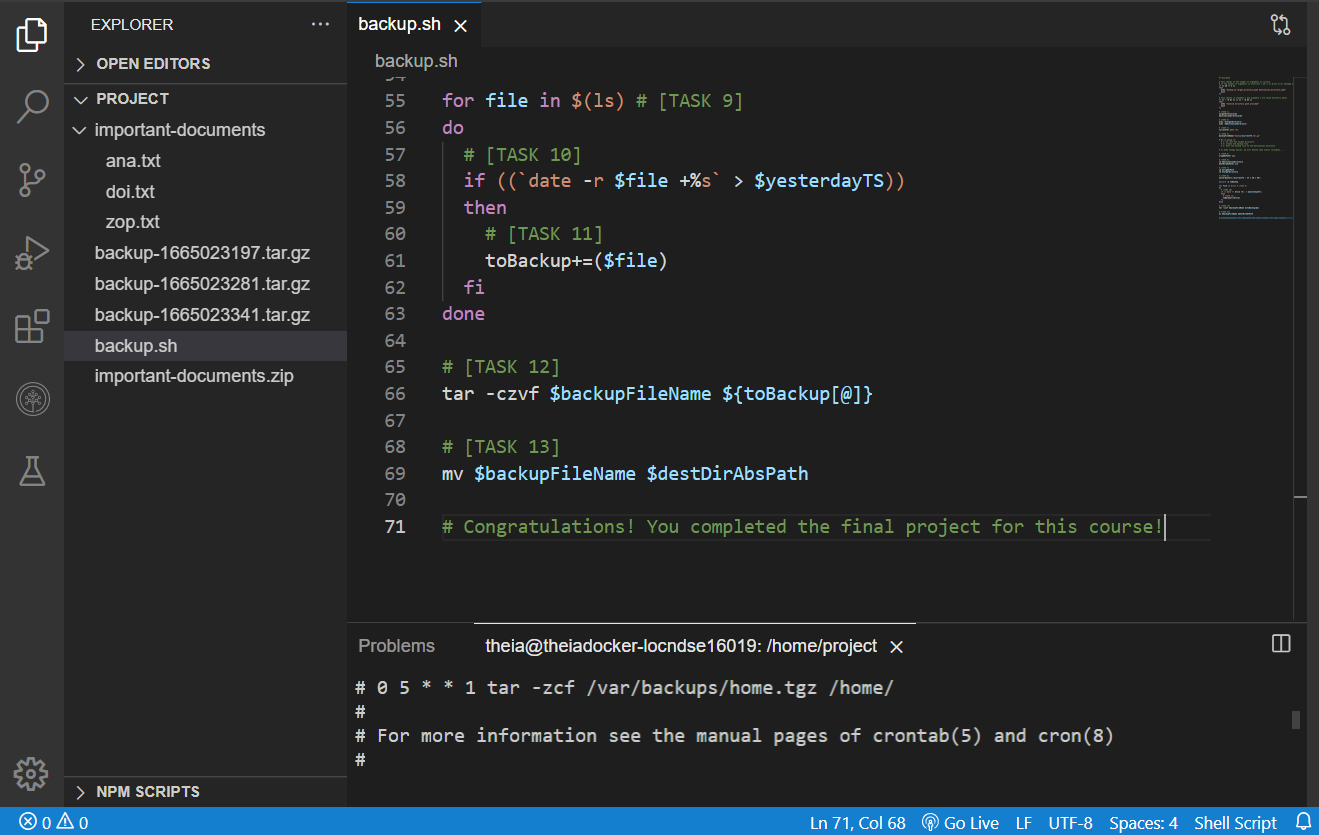 EXPLORER
OPEN EDITORS
PROJECT
important-documents
ana.txt
doi.txt
zop.txt
backup-1665023197.tar.gz
backup-1665023281.tar.gz
backup-1665023341.tar.gz
backup.sh
important-documents.zip
NPM SCRIPTS
backup.sh
backup.sh
54
55 for file in $(ls) # [TASK 9]
56 do
57 # [TASK 10]
58 if ((`date -r $file +%s` > $yesterdayTS))
59 then
60 # [TASK 11]
61 toBackup+=($file)
62 fi
63 done
64
65 # [TASK 12]
66 tar -czvf $backupFileName ${toBackup[@]}
67
68 # [TASK 13]
69 mv $backupFileName $destDirAbsPath
70
71 # Congratulations! You completed the final project for this course!
Problems theia@theiadocker-locndse16019: /home/project
# 0 5 * * 1 tar -zcf /var/backups/home.tgz /home/
#
# For more information see the manual pages of crontab(5) and cron(8)
#
0 0 Ln 71, Col 68 Go Live LF UTF-8 Spaces: 4 Shell Script